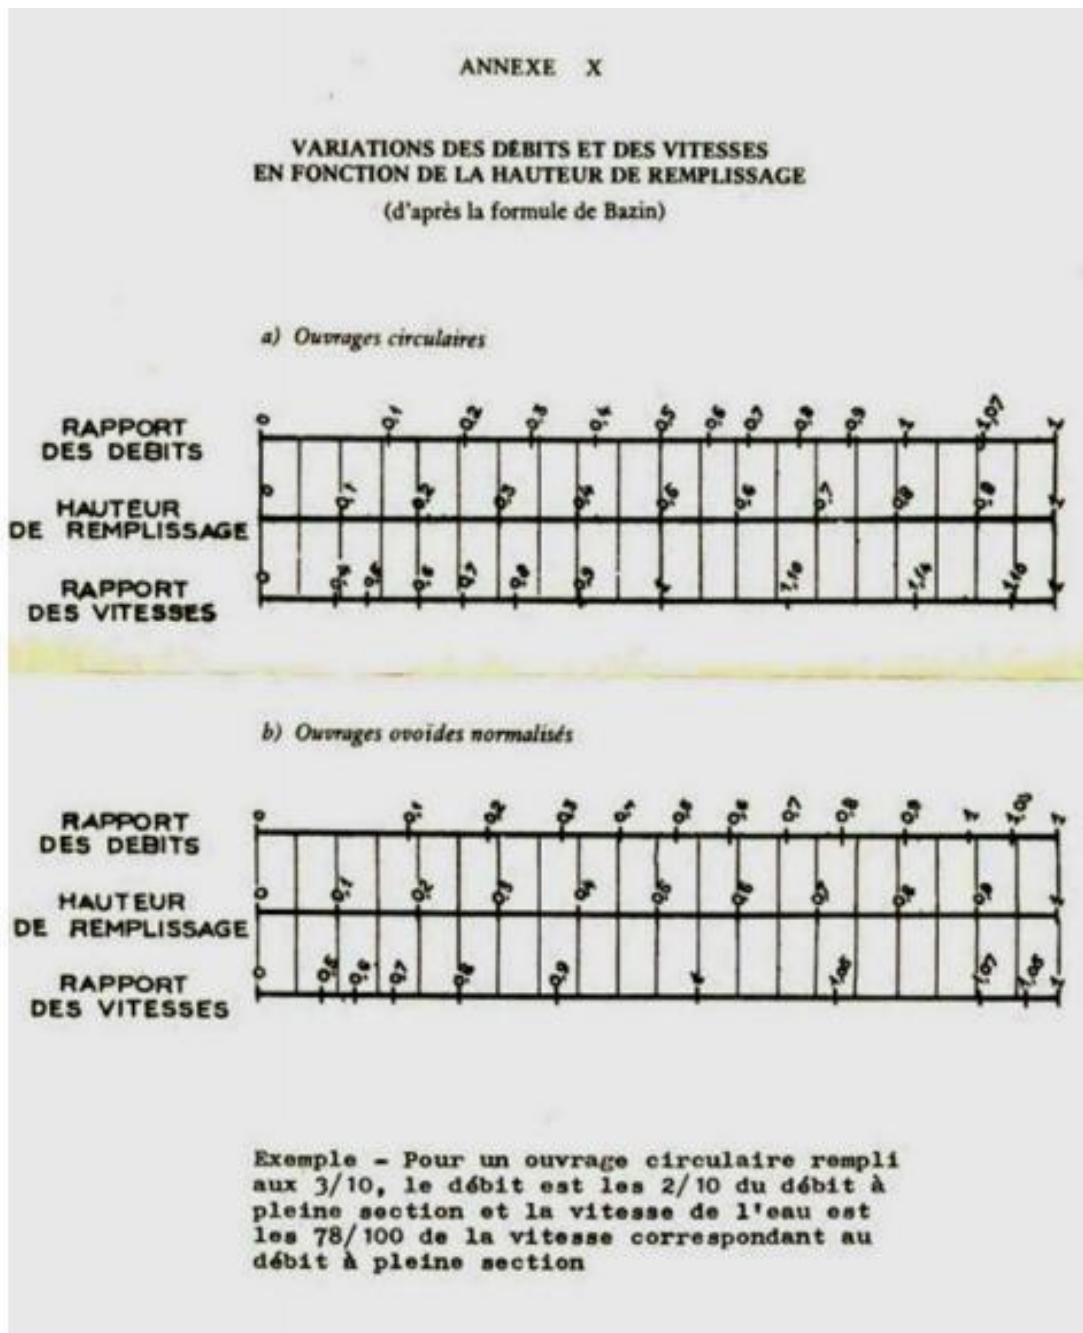 ANNEXE X
VARIATIONS DES DÉBITS ET DES VITESSES
EN FONCTION DE LA HAUTEUR DE REMPLISSAGE
(d'après la formule de Bazin)
a) Ouvrages circulaires
RAPPORT
DES DEBITS
0 0,1 0,2 0,3 0,4 0,5 0,6 0,7 0,8 0,9 1 1,07 1
HAUTEUR
DE REMPLISSAGE
0 0,1 0,2 0,3 0,4 0,5 0,6 0,7 0,8 1
RAPPORT
DES VITESSES
0 0,4 0,5 0,6 0,7 0,8 0,9 1 1,10 1,14 1
b) Ouvrages ovoïdes normalisés
RAPPORT
DES DEBITS
0 0,1 0,2 0,3 0,4 0,5 0,6 0,7 0,8 0,9 1 1
HAUTEUR
DE REMPLISSAGE
0 0,1 0,2 0,3 0,4 0,5 0,6 0,7 0,8 0,9 1
RAPPORT
DES VITESSES
0 0,5 0,6 0,7 0,8 0,9 1 1,07 1
Exemple - Pour un ouvrage circulaire rempli
aux 3/10, le débit est les 2/10 du débit à
pleine section et la vitesse de l'eau est
les 78/100 de la vitesse correspondant au
débit à pleine section